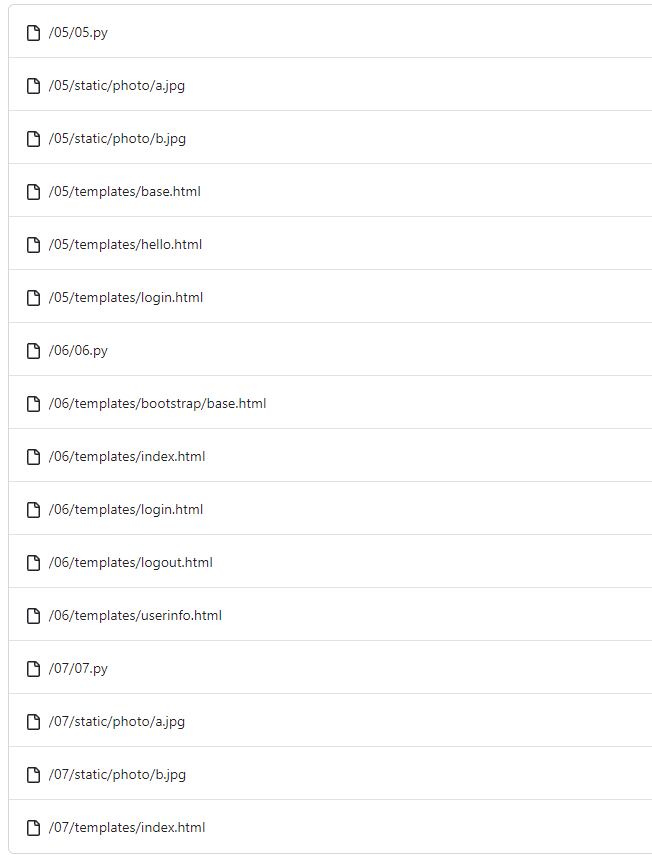 /05/05.py
/05/static/photo/a.jpg
/05/static/photo/b.jpg
/05/templates/base.html
/05/templates/hello.html
/05/templates/login.html
/06/06.py
/06/templates/bootstrap/base.html
/06/templates/index.html
/06/templates/login.html
/06/templates/logout.html
/06/templates/userinfo.html
/07/07.py
/07/static/photo/a.jpg
/07/static/photo/b.jpg
/07/templates/index.html